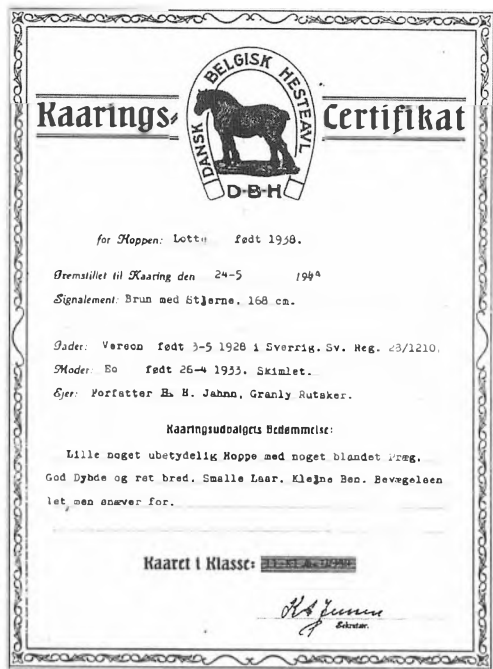 DANSK BELGISK HESTEAVL
D·B·H
Kaarings-Certifikat
for Hoppen: Lotte født 1938.
Fremstillet til Kaaring den 24-5 194
Signalement: Brun med Stjerne, 168 cm.
Fader: Verson født 3-5 1928 i Sverrig. Sv. Reg. 23/1210.
Moder: Ea født 26-4 1933. Skimlet.
Ejer: Forfatter H. H. Jahnn, Granly Rutsker.
Kaaringsudvalgets Bedømmelse:
Lille noget ubetydelig Hoppe med noget blandet Præg.
God Dybde og ret bred. Smalle Laar. Klejne Ben. Bevægelsen
let men snæver for.
Kaaret i Klasse:
Sekretær.